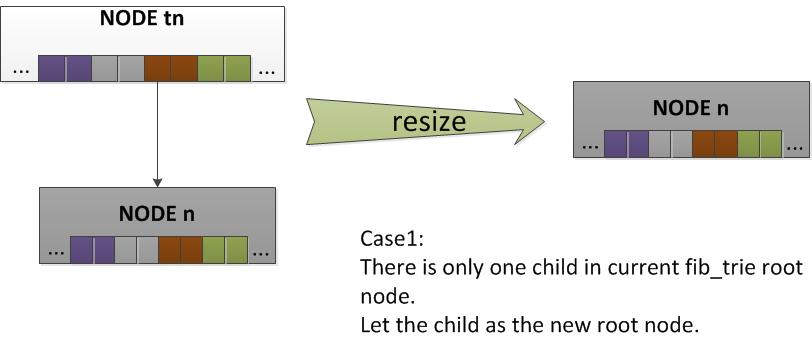 NODE tn
... ...
resize
NODE n
... ...
NODE n
... ...
Case1:
There is only one child in current fib_trie root
node.
Let the child as the new root node.